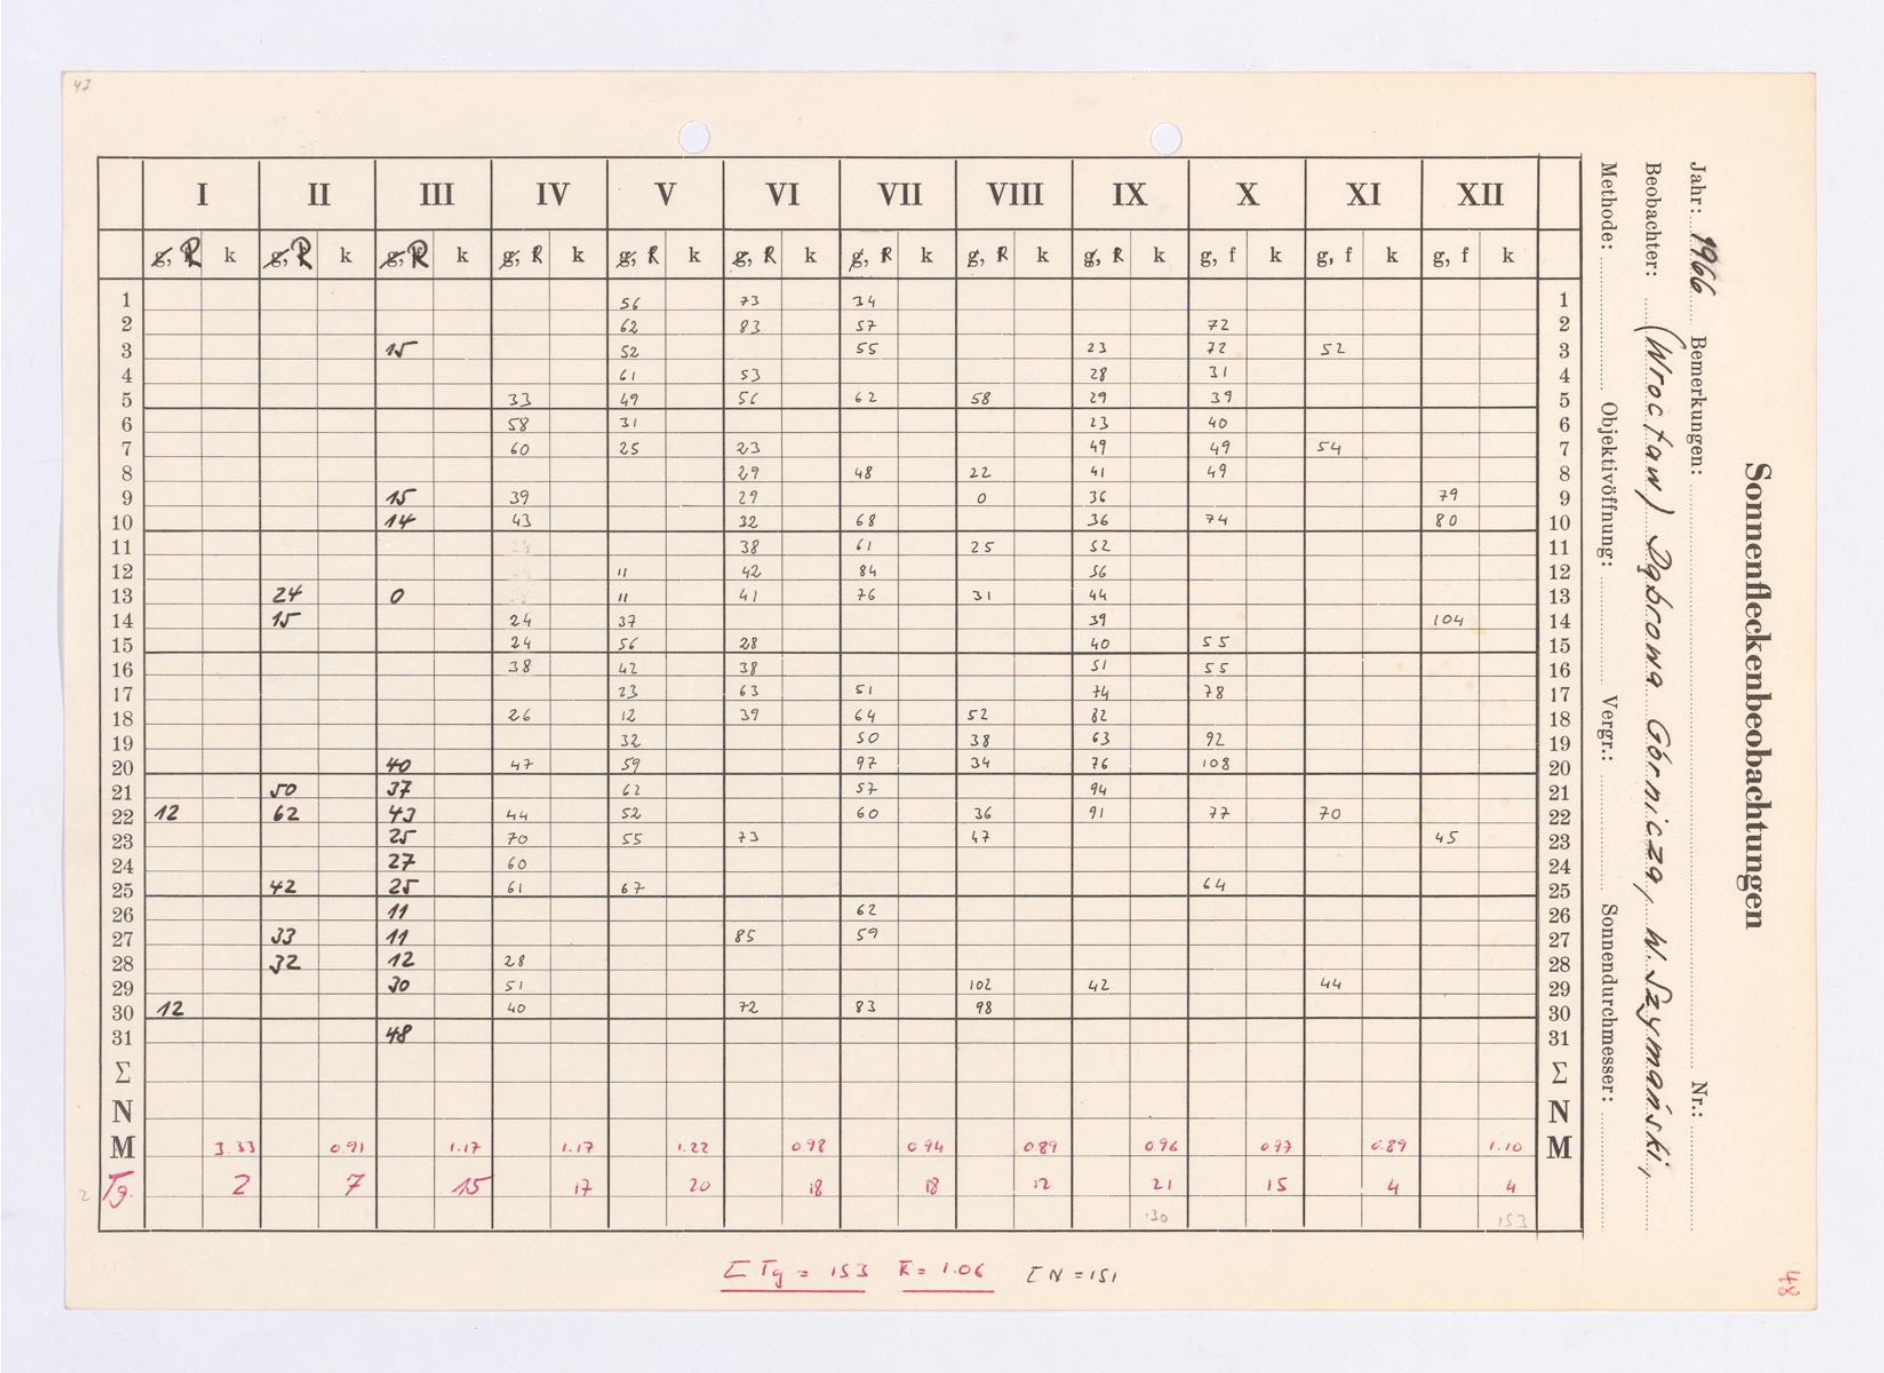 47
I II III IV V VI VII VIII IX X XI XII
g, R k g, R k g, R k g, R k g, R k g, R k g, R k g, R k g, R k g, f k g, f k g, f k
1 56 73 34 1
2 62 83 57 72 2
3 15 52 55 23 72 52 3
4 61 53 28 31 4
5 33 49 56 62 58 29 39 5
6 58 31 23 40 6
7 60 25 23 49 49 54 7
8 29 48 22 41 49 8
9 15 39 29 0 36 79 9
10 14 43 32 68 36 74 80 10
11 38 61 25 52 11
12 11 42 84 56 12
13 24 0 11 41 76 31 44 13
14 15 24 37 39 104 14
15 24 56 28 40 55 15
16 38 42 38 51 55 16
17 23 63 51 74 78 17
18 26 12 39 64 52 82 18
19 32 50 38 63 92 19
20 40 47 59 97 34 76 108 20
21 50 37 62 57 94 21
22 12 62 43 44 52 60 36 91 77 70 22
23 25 70 55 73 47 45 23
24 27 60 24
25 42 25 61 67 64 25
26 11 62 26
27 33 11 85 59 27
28 32 12 28 28
29 30 51 102 42 44 29
30 12 40 72 83 98 30
31 48 31
Σ Σ
N N
M 3.33 0.91 1.17 1.17 1.22 0.98 0.94 0.89 0.96 0.97 0.89 1.10 M
2 Tg. 2 7 15 17 20 18 18 12 21 15 4 4
130 153
Σ Tg = 153 k̄ = 1.06 Σ N = 151
Sonnenfleckenbeobachtungen
Jahr: 1966 Bemerkungen: Nr.:
Beobachter: (Wrocław) Dąbrowa Górnicza, W. Szymański,
Methode: Objektivöffnung: Vergr.: Sonnendurchmesser:
48